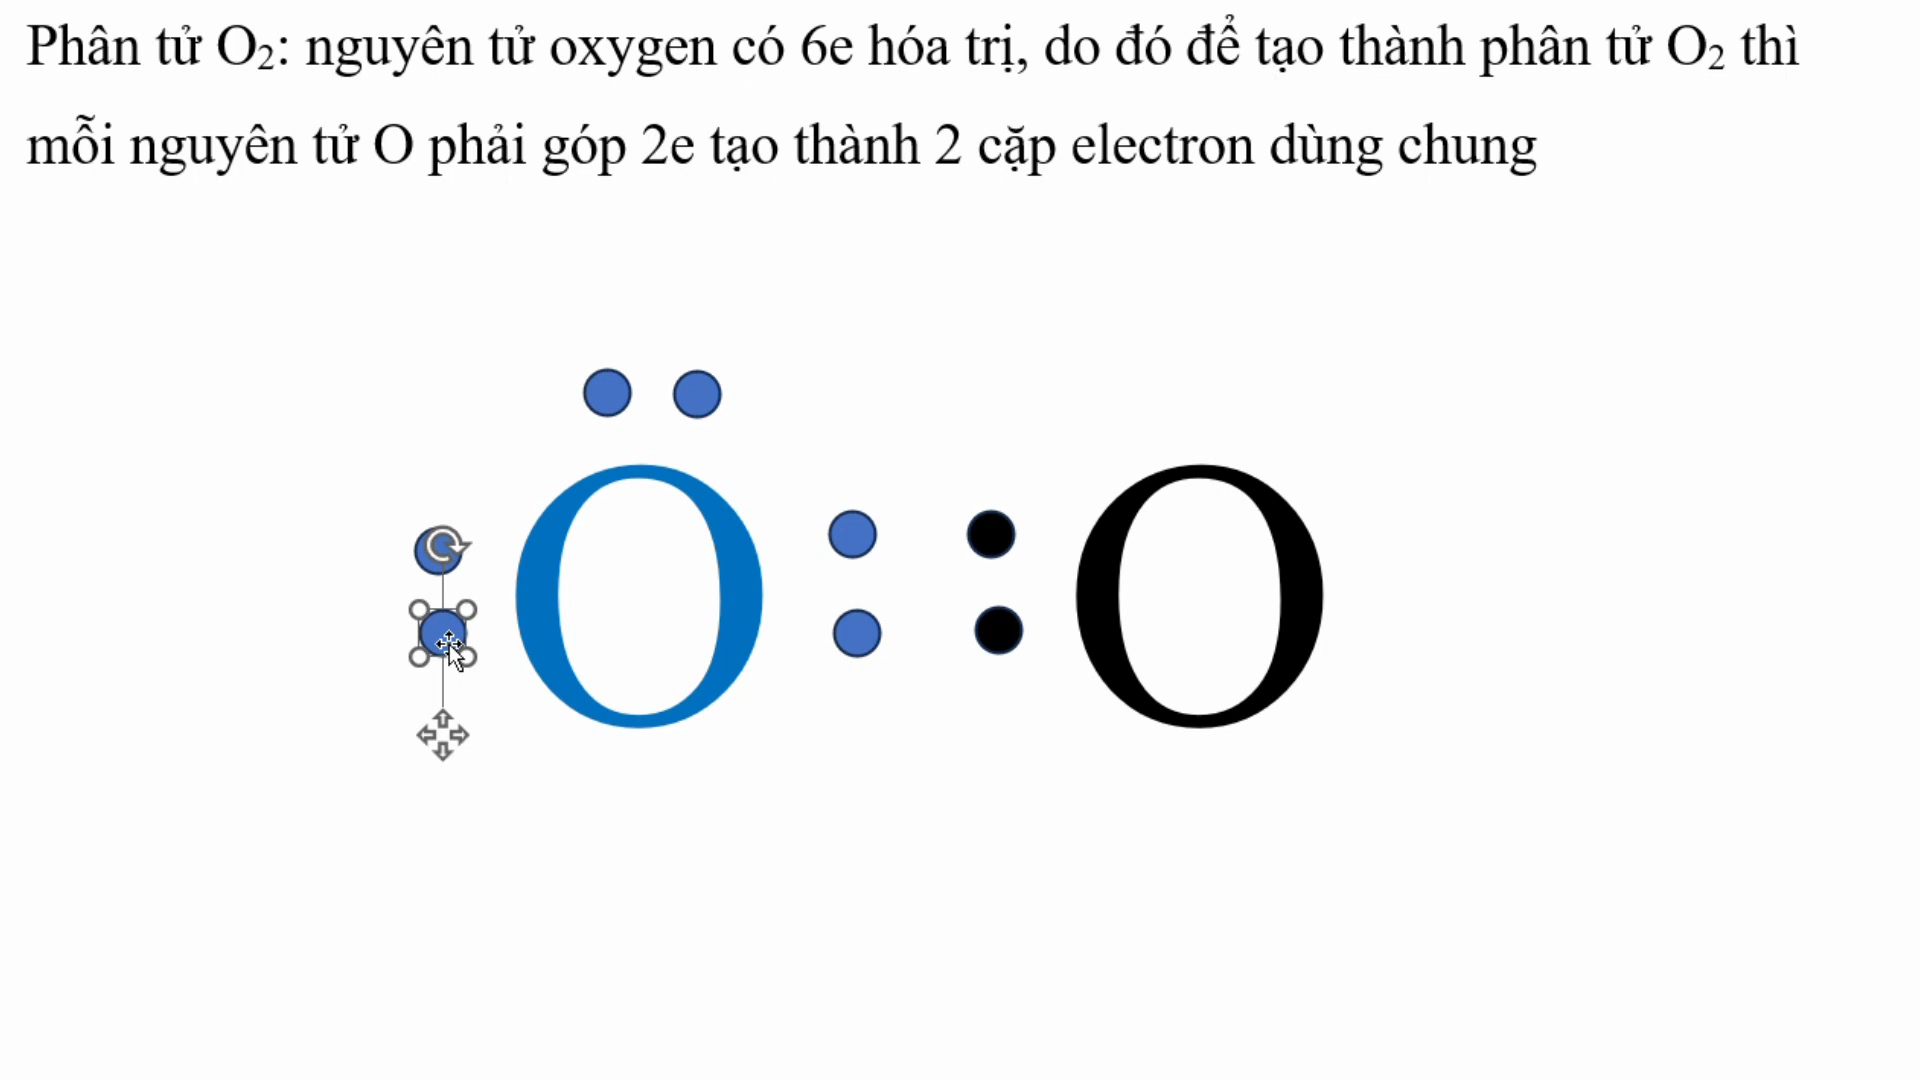 Phân tử O₂: nguyên tử oxygen có 6e hóa trị, do đó để tạo thành phân tử O₂ thì
mỗi nguyên tử O phải góp 2e tạo thành 2 cặp electron dùng chung
O O